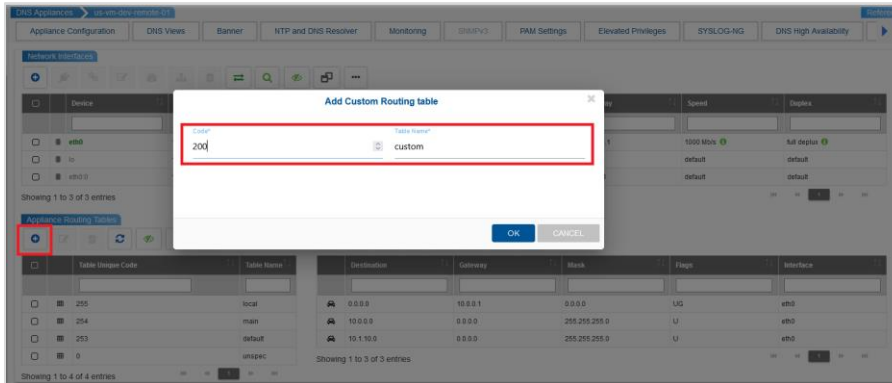 DNS Appliances us-vm-dev-remote-01
Appliance Configuration DNS Views Banner NTP and DNS Resolver Monitoring SNMPV3 PAM Settings Elevated Privileges SYSLOG-NG DNS High Availability
Network Interfaces
Device Speed Duplex
Add Custom Routing table
Code* Table Name*
200 custom
eth0 1000 Mb/s full deplux
lo default default
eth0:0 default default
Showing 1 to 3 of 3 entries 1
OK CANCEL
Appliance Routing Tables
Table Unique Code Table Name Destination Gateway Mask Flags Interface
255 local 0.0.0.0 10.0.0.1 0.0.0.0 UG eth0
254 main 10.0.0.0 0.0.0.0 255.255.255.0 U eth0
253 default 10.1.10.0 0.0.0.0 255.255.255.0 U eth0
0 unspec
Showing 1 to 3 of 3 entries 1
Showing 1 to 4 of 4 entries 1